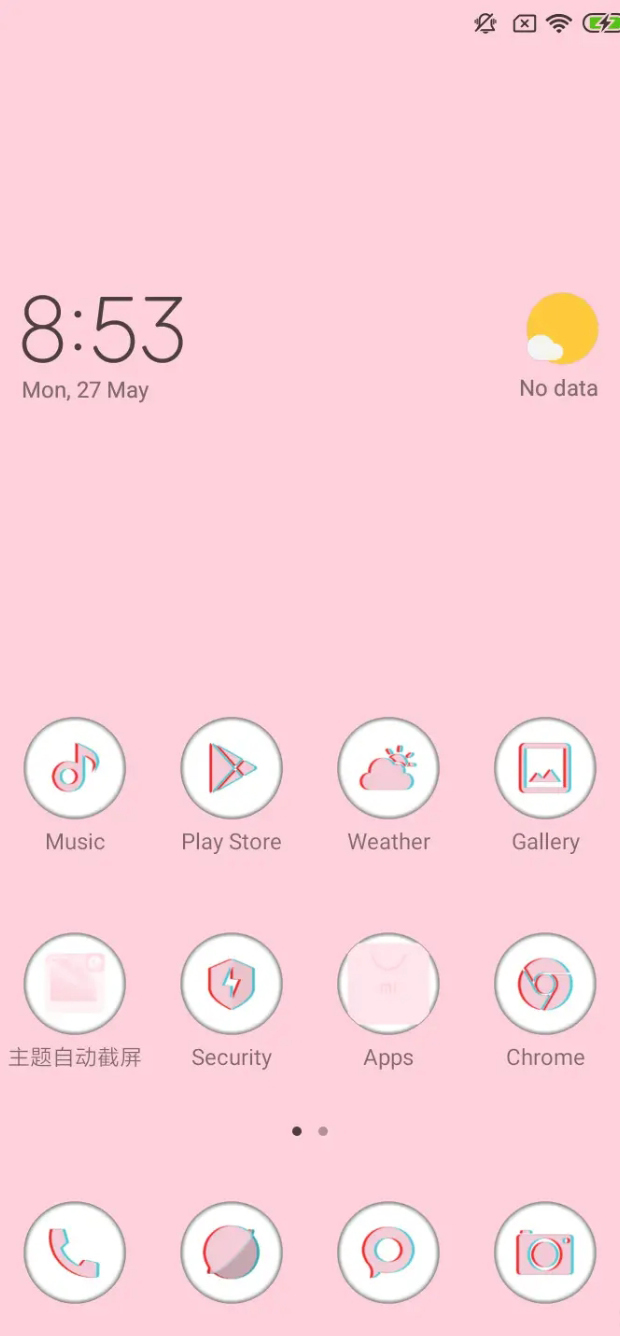 8:53
Mon, 27 May
No data
Music
Play Store
Weather
Gallery
主题自动截屏
Security
mi
Apps
Chrome